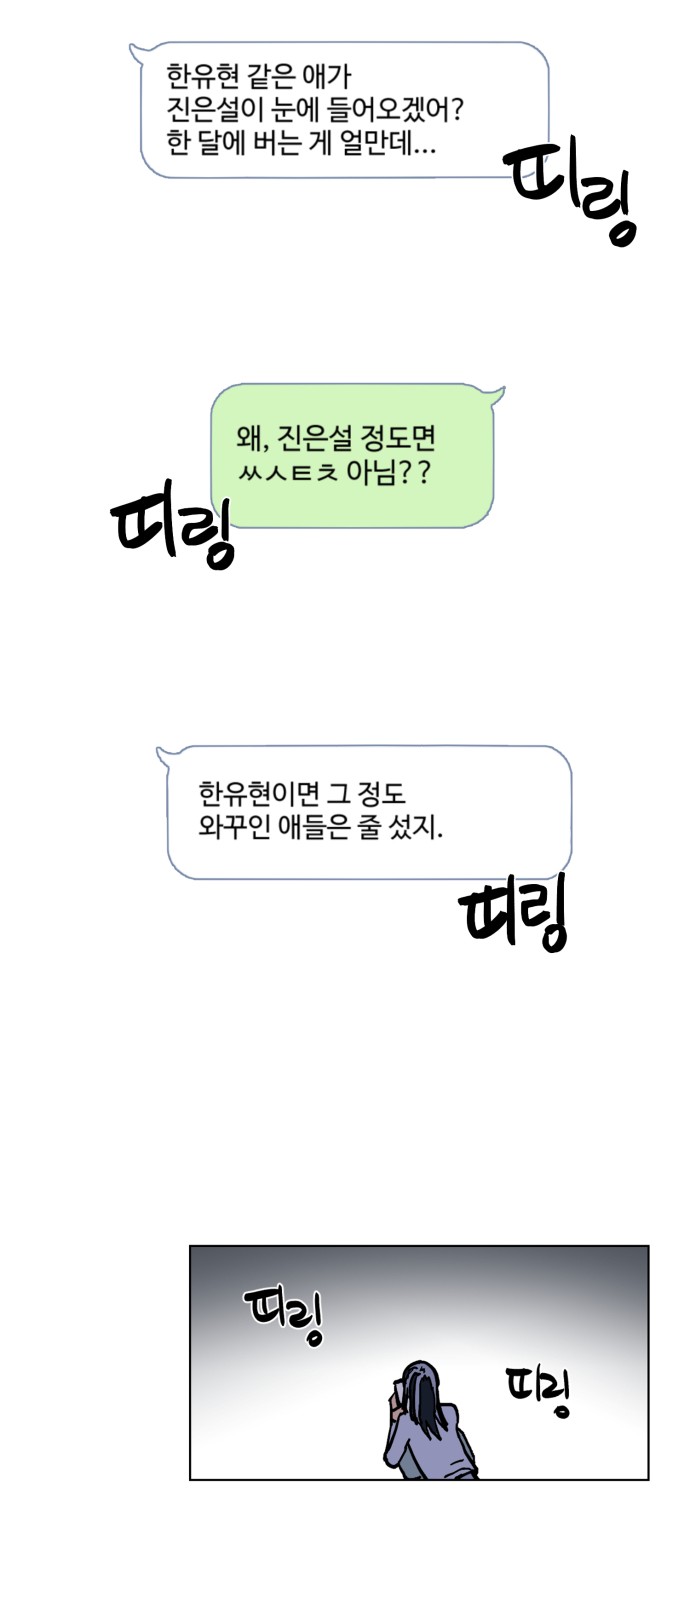 한유현 같은 애가
진은설이 눈에 들어오겠어?
한 달에 버는 게 얼만데...
띠링
왜, 진은설 정도면
ㅆㅅㅌㅊ 아님??
띠링
한유현이면 그 정도
와꾸인 애들은 줄 섰지.
띠링
띠링
띠링